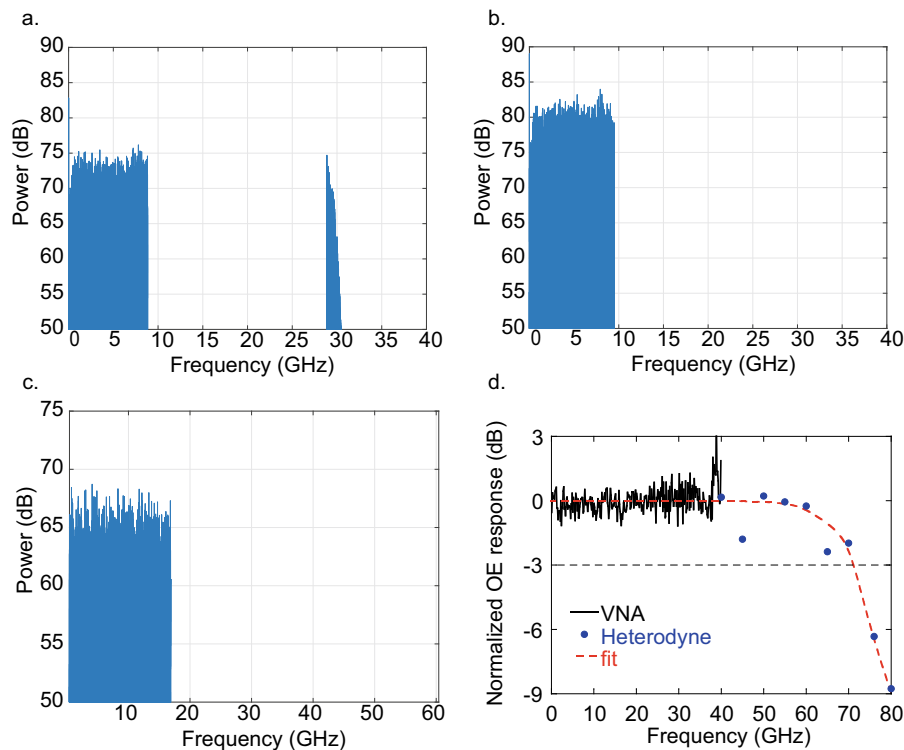 a.
90
85
80
75
70
65
60
55
50
Power (dB)
0 5 10 15 20 25 30 35 40
Frequency (GHz)
b.
90
85
80
75
70
65
60
55
50
Power (dB)
0 5 10 15 20 25 30 35 40
Frequency (GHz)
c.
75
70
65
60
55
50
Power (dB)
10 20 30 40 50 60
Frequency (GHz)
d.
3
0
-3
-6
-9
Normalized OE response (dB)
VNA
Heterodyne
fit
0 10 20 30 40 50 60 70 80
Frequency (GHz)